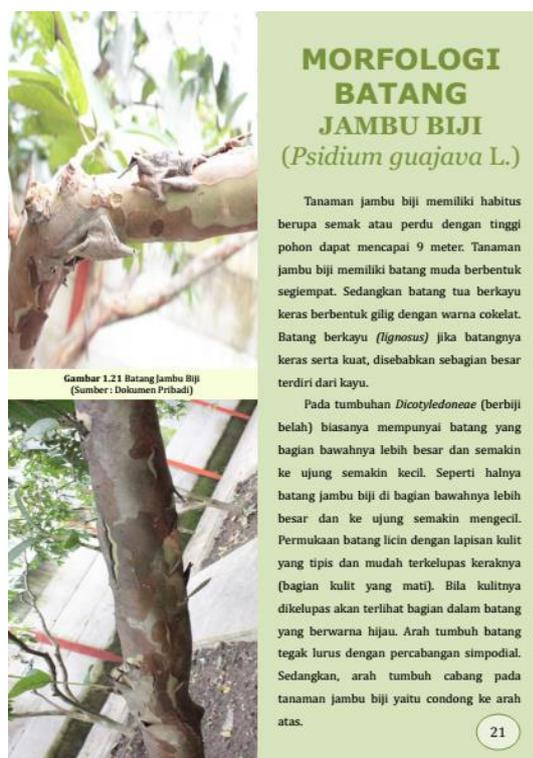 MORFOLOGI
BATANG
JAMBU BIJI
(Psidium guajava L.)
Tanaman jambu biji memiliki habitus
berupa semak atau perdu dengan tinggi
pohon dapat mencapai 9 meter. Tanaman
jambu biji memiliki batang muda berbentuk
segiempat. Sedangkan batang tua berkayu
keras berbentuk gilig dengan warna cokelat.
Batang berkayu (lignosus) jika batangnya
keras serta kuat, disebabkan sebagian besar
terdiri dari kayu.
Pada tumbuhan Dicotyledoneae (berbiji
belah) biasanya mempunyai batang yang
bagian bawahnya lebih besar dan semakin
ke ujung semakin kecil. Seperti halnya
batang jambu biji di bagian bawahnya lebih
besar dan ke ujung semakin mengecil.
Permukaan batang licin dengan lapisan kulit
yang tipis dan mudah terkelupas keraknya
(bagian kulit yang mati). Bila kulitnya
dikelupas akan terlihat bagian dalam batang
yang berwarna hijau. Arah tumbuh batang
tegak lurus dengan percabangan simpodial.
Sedangkan, arah tumbuh cabang pada
tanaman jambu biji yaitu condong ke arah
atas.
Gambar 1.21 Batang Jambu Biji
(Sumber : Dokumen Pribadi)
21